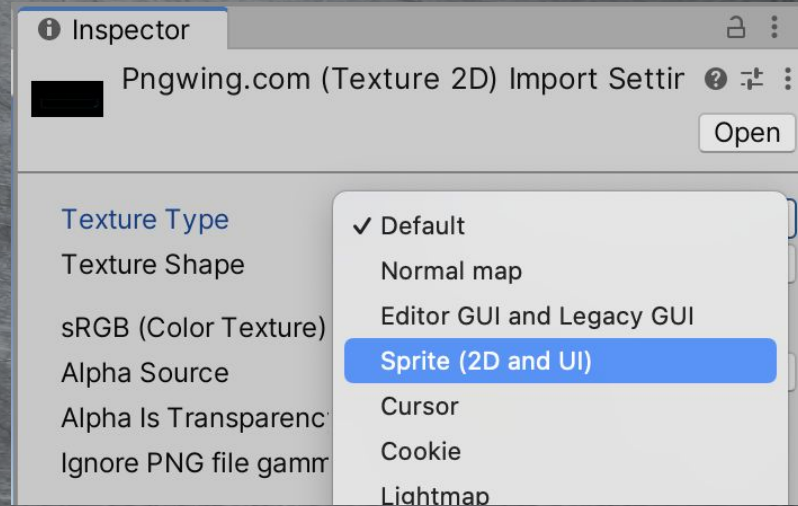 Inspector
Pngwing.com (Texture 2D) Import Settir
Open
Texture Type
Texture Shape
sRGB (Color Texture)
Alpha Source
Alpha Is Transparenc
Ignore PNG file gamm
✓ Default
Normal map
Editor GUI and Legacy GUI
Sprite (2D and UI)
Cursor
Cookie
Lightmap